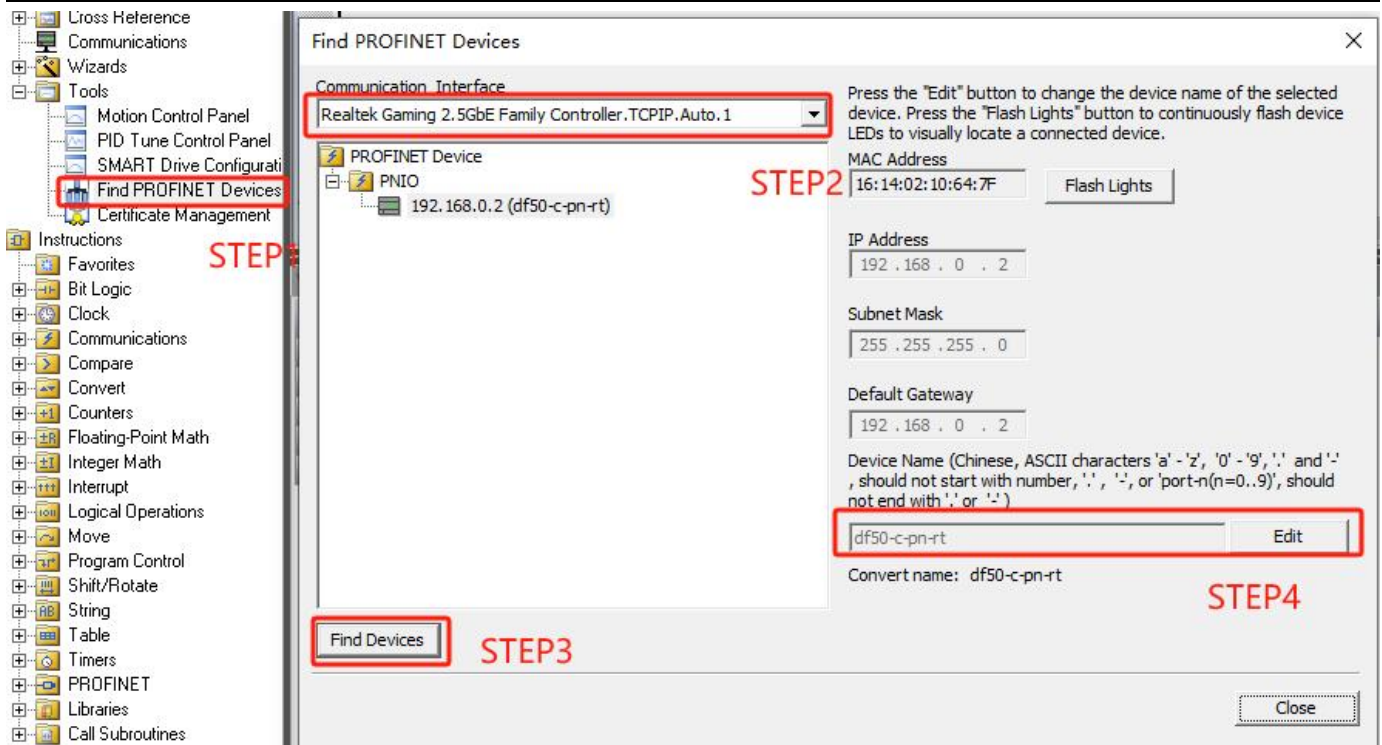 Cross Reference
Communications
Wizards
Tools
Motion Control Panel
PID Tune Control Panel
SMART Drive Configurati
Find PROFINET Devices
Certificate Management
STEP1
Instructions
Favorites
Bit Logic
Clock
Communications
Compare
Convert
Counters
Floating-Point Math
Integer Math
Interrupt
Logical Operations
Move
Program Control
Shift/Rotate
String
Table
Timers
PROFINET
Libraries
Call Subroutines
Find PROFINET Devices
Communication Interface
Realtek Gaming 2.5GbE Family Controller.TCPIP.Auto.1
PROFINET Device
PNIO
192.168.0.2 (df50-c-pn-rt)
STEP2
Find Devices
STEP3
Press the "Edit" button to change the device name of the selected
device. Press the "Flash Lights" button to continuously flash device
LEDs to visually locate a connected device.
MAC Address
16:14:02:10:64:7F
Flash Lights
IP Address
192 . 168 . 0 . 2
Subnet Mask
255 . 255 . 255 . 0
Default Gateway
192 . 168 . 0 . 2
Device Name (Chinese, ASCII characters 'a' - 'z', '0' - '9', '.' and '-'
, should not start with number, '.' , '-', or 'port-n(n=0..9)', should
not end with '.' or '-' )
df50-c-pn-rt
Edit
Convert name: df50-c-pn-rt
STEP4
Close